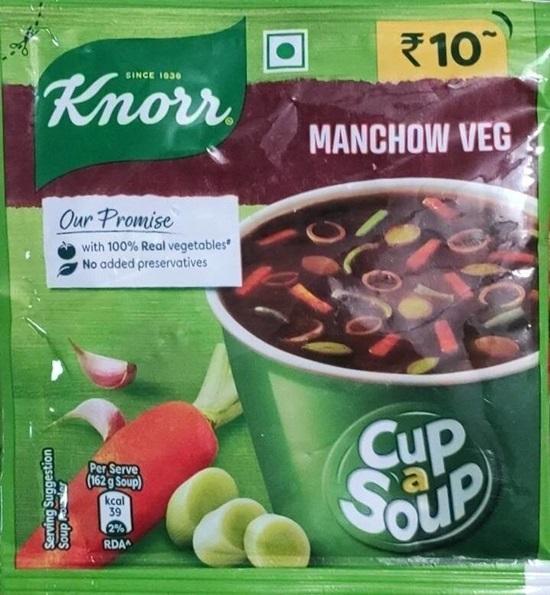 ₹10~
SINCE 1838
Knorr®
MANCHOW VEG
Our Promise
with 100% Real vegetables#
No added preservatives
Cup
a
Soup
Serving Suggestion
Soup
Per Serve
(162 g Soup)
kcal
39
2%
RDA^